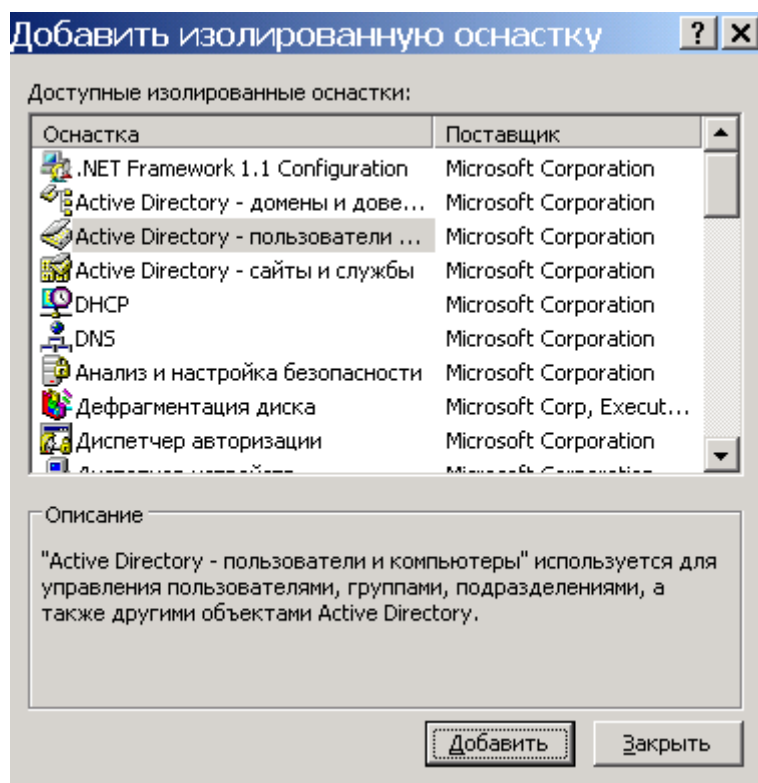 Добавить изолированную оснастку
Доступные изолированные оснастки:
Оснастка Поставщик
.NET Framework 1.1 Configuration Microsoft Corporation
Active Directory - домены и дове... Microsoft Corporation
Active Directory - пользователи ... Microsoft Corporation
Active Directory - сайты и службы Microsoft Corporation
DHCP Microsoft Corporation
DNS Microsoft Corporation
Анализ и настройка безопасности Microsoft Corporation
Дефрагментация диска Microsoft Corp, Execut...
Диспетчер авторизации Microsoft Corporation
Описание
"Active Directory - пользователи и компьютеры" используется для
управления пользователями, группами, подразделениями, а
также другими объектами Active Directory.
Добавить Закрыть